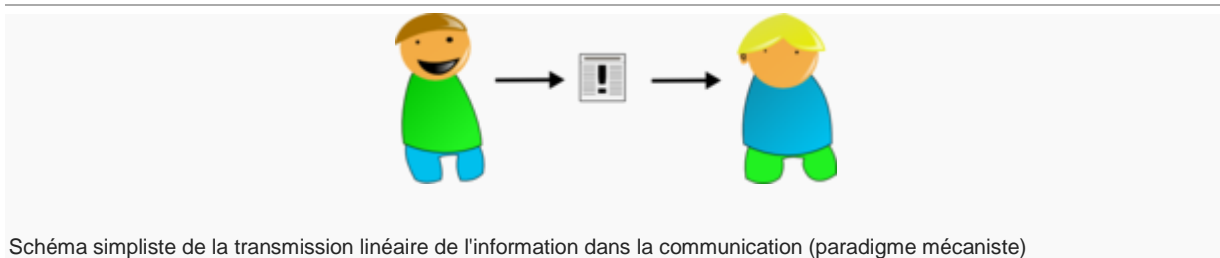 !
Schéma simpliste de la transmission linéaire de l'information dans la communication (paradigme mécaniste)